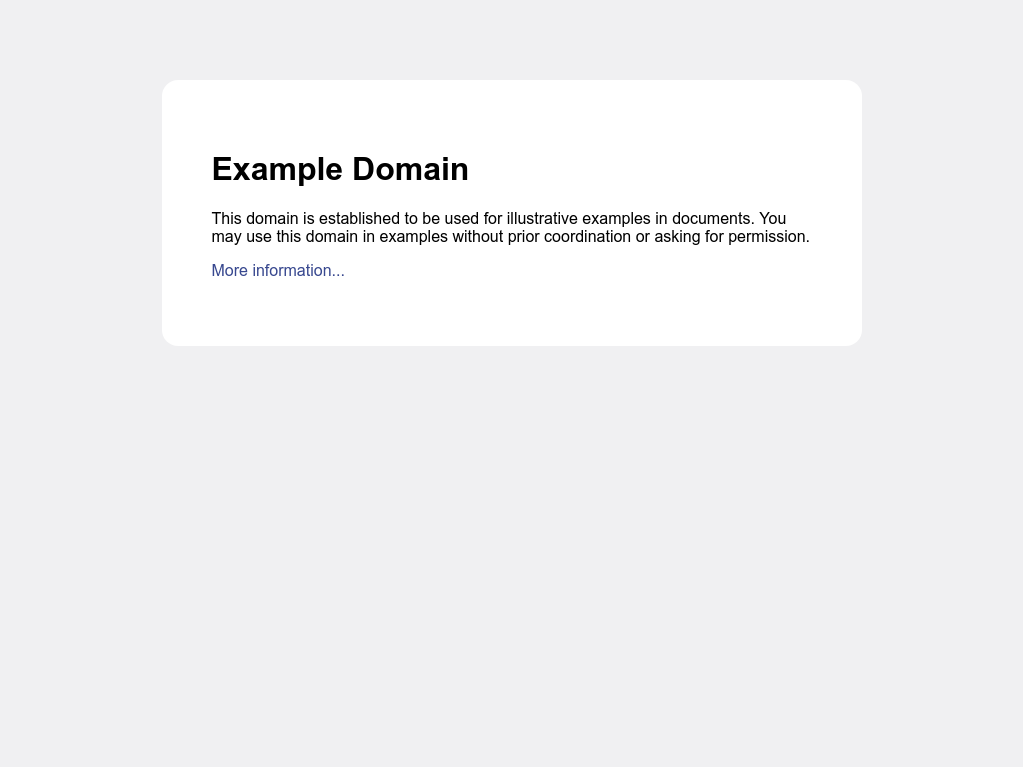 Example Domain
This domain is established to be used for illustrative examples in documents. You
may use this domain in examples without prior coordination or asking for permission.
More information...